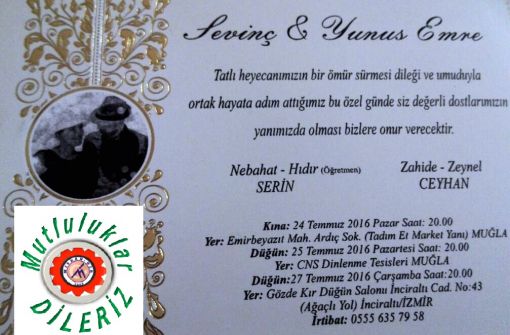 Sevinç & Yunus Emre
Tatlı heyecanımızın bir ömür sürmesi dileği ve umuduyla
ortak hayata adım attığımız bu özel günde siz değerli dostlarımızın
yanımızda olması bizlere onur verecektir.
Nebahat - Hıdır (Öğretmen)
SERİN
Zahide - Zeynel
CEYHAN
Kına: 24 Temmuz 2016 Pazar Saat: 20.00
Yer: Emirbeyazıt Mah. Ardıç Sok. (Tadım Et Market Yanı) MUĞLA
Düğün: 25 Temmuz 2016 Pazartesi Saat: 20.00
Yer: CNS Dinlenme Tesisleri MUĞLA
Düğün:27 Temmuz 2016 Çarşamba Saat:20.00
Yer: Gözde Kır Düğün Salonu İnciraltı Cad. No:43
(Ağaçlı Yol) İnciraltı/İZMİR
İrtibat: 0555 635 79 58
Mutluluklar
DİLERİZ